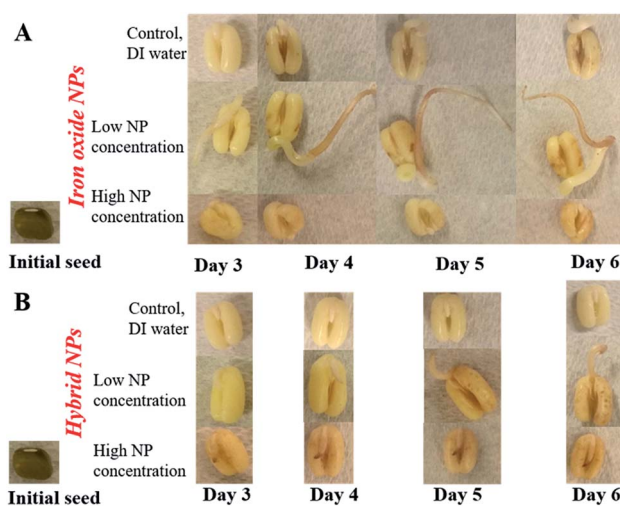 A
Iron oxide NPs
Control,
DI water
Low NP
concentration
High NP
concentration
Initial seed
Day 3
Day 4
Day 5
Day 6
B
Hybrid NPs
Control,
DI water
Low NP
concentration
High NP
concentration
Initial seed
Day 3
Day 4
Day 5
Day 6